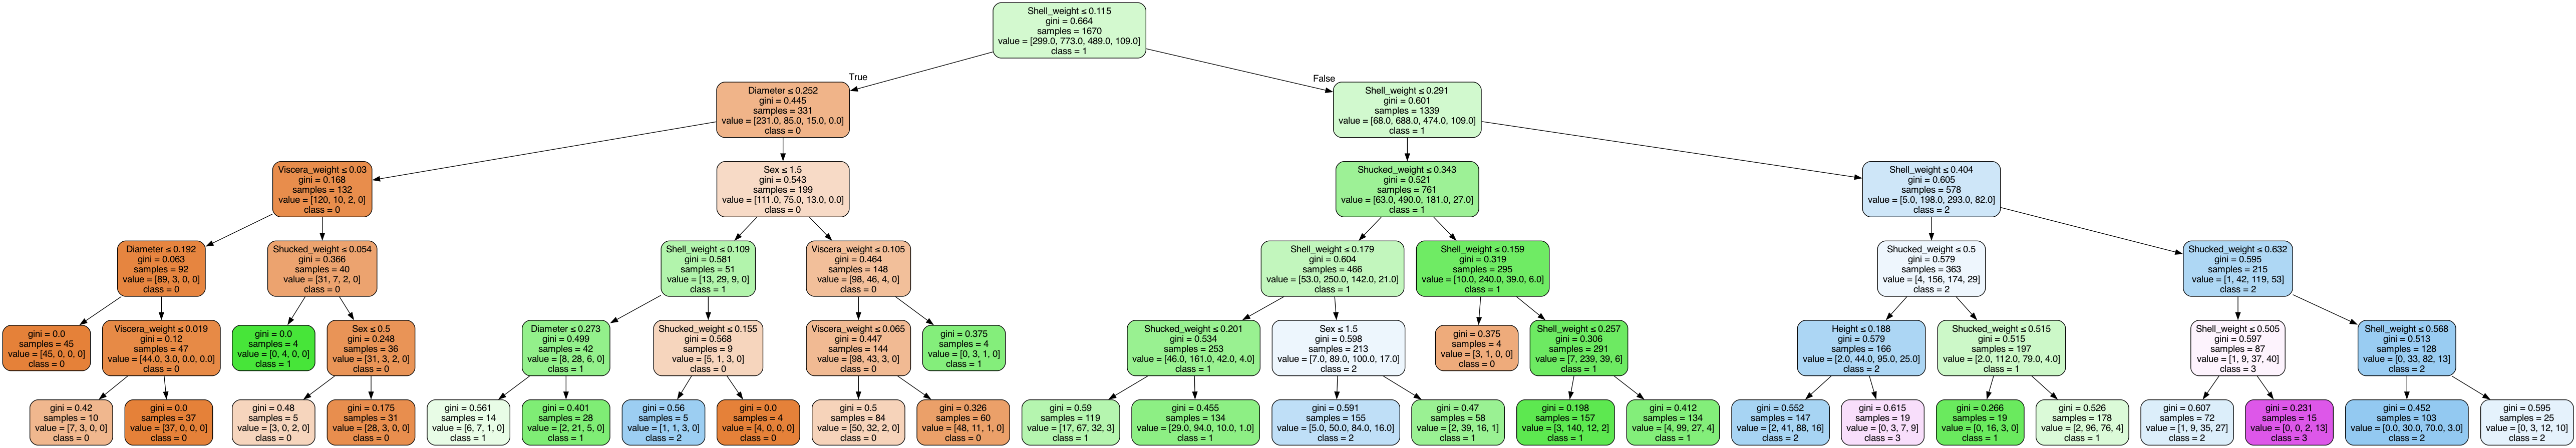 Shell_weight ≤ 0.115
gini = 0.664
samples = 1670
value = [299.0, 773.0, 489.0, 109.0]
class = 1
True
False
Diameter ≤ 0.252
gini = 0.445
samples = 331
value = [231.0, 85.0, 15.0, 0.0]
class = 0
Shell_weight ≤ 0.291
gini = 0.601
samples = 1339
value = [68.0, 688.0, 474.0, 109.0]
class = 1
Viscera_weight ≤ 0.03
gini = 0.168
samples = 132
value = [120, 10, 2, 0]
class = 0
Sex ≤ 1.5
gini = 0.543
samples = 199
value = [111.0, 75.0, 13.0, 0.0]
class = 0
Shucked_weight ≤ 0.343
gini = 0.521
samples = 761
value = [63.0, 490.0, 181.0, 27.0]
class = 1
Shell_weight ≤ 0.404
gini = 0.605
samples = 578
value = [5.0, 198.0, 293.0, 82.0]
class = 2
Diameter ≤ 0.192
gini = 0.063
samples = 92
value = [89, 3, 0, 0]
class = 0
Shucked_weight ≤ 0.054
gini = 0.366
samples = 40
value = [31, 7, 2, 0]
class = 0
Shell_weight ≤ 0.109
gini = 0.581
samples = 51
value = [13, 29, 9, 0]
class = 1
Viscera_weight ≤ 0.105
gini = 0.464
samples = 148
value = [98, 46, 4, 0]
class = 0
Shell_weight ≤ 0.179
gini = 0.604
samples = 466
value = [53.0, 250.0, 142.0, 21.0]
class = 1
Shell_weight ≤ 0.159
gini = 0.319
samples = 295
value = [10.0, 240.0, 39.0, 6.0]
class = 1
Shucked_weight ≤ 0.5
gini = 0.579
samples = 363
value = [4, 156, 174, 29]
class = 2
Shucked_weight ≤ 0.632
gini = 0.595
samples = 215
value = [1, 42, 119, 53]
class = 2
gini = 0.0
samples = 45
value = [45, 0, 0, 0]
class = 0
Viscera_weight ≤ 0.019
gini = 0.12
samples = 47
value = [44.0, 3.0, 0.0, 0.0]
class = 0
gini = 0.0
samples = 4
value = [0, 4, 0, 0]
class = 1
Sex ≤ 0.5
gini = 0.248
samples = 36
value = [31, 3, 2, 0]
class = 0
Diameter ≤ 0.273
gini = 0.499
samples = 42
value = [8, 28, 6, 0]
class = 1
Shucked_weight ≤ 0.155
gini = 0.568
samples = 9
value = [5, 1, 3, 0]
class = 0
Viscera_weight ≤ 0.065
gini = 0.447
samples = 144
value = [98, 43, 3, 0]
class = 0
gini = 0.375
samples = 4
value = [0, 3, 1, 0]
class = 1
Shucked_weight ≤ 0.201
gini = 0.534
samples = 253
value = [46.0, 161.0, 42.0, 4.0]
class = 1
Sex ≤ 1.5
gini = 0.598
samples = 213
value = [7.0, 89.0, 100.0, 17.0]
class = 2
gini = 0.375
samples = 4
value = [3, 1, 0, 0]
class = 0
Shell_weight ≤ 0.257
gini = 0.306
samples = 291
value = [7, 239, 39, 6]
class = 1
Height ≤ 0.188
gini = 0.579
samples = 166
value = [2.0, 44.0, 95.0, 25.0]
class = 2
Shucked_weight ≤ 0.515
gini = 0.515
samples = 197
value = [2.0, 112.0, 79.0, 4.0]
class = 1
Shell_weight ≤ 0.505
gini = 0.597
samples = 87
value = [1, 9, 37, 40]
class = 3
Shell_weight ≤ 0.568
gini = 0.513
samples = 128
value = [0, 33, 82, 13]
class = 2
gini = 0.42
samples = 10
value = [7, 3, 0, 0]
class = 0
gini = 0.0
samples = 37
value = [37, 0, 0, 0]
class = 0
gini = 0.48
samples = 5
value = [3, 0, 2, 0]
class = 0
gini = 0.175
samples = 31
value = [28, 3, 0, 0]
class = 0
gini = 0.561
samples = 14
value = [6, 7, 1, 0]
class = 1
gini = 0.401
samples = 28
value = [2, 21, 5, 0]
class = 1
gini = 0.56
samples = 5
value = [1, 1, 3, 0]
class = 2
gini = 0.0
samples = 4
value = [4, 0, 0, 0]
class = 0
gini = 0.5
samples = 84
value = [50, 32, 2, 0]
class = 0
gini = 0.326
samples = 60
value = [48, 11, 1, 0]
class = 0
gini = 0.59
samples = 119
value = [17, 67, 32, 3]
class = 1
gini = 0.455
samples = 134
value = [29.0, 94.0, 10.0, 1.0]
class = 1
gini = 0.591
samples = 155
value = [5.0, 50.0, 84.0, 16.0]
class = 2
gini = 0.47
samples = 58
value = [2, 39, 16, 1]
class = 1
gini = 0.198
samples = 157
value = [3, 140, 12, 2]
class = 1
gini = 0.412
samples = 134
value = [4, 99, 27, 4]
class = 1
gini = 0.552
samples = 147
value = [2, 41, 88, 16]
class = 2
gini = 0.615
samples = 19
value = [0, 3, 7, 9]
class = 3
gini = 0.266
samples = 19
value = [0, 16, 3, 0]
class = 1
gini = 0.526
samples = 178
value = [2, 96, 76, 4]
class = 1
gini = 0.607
samples = 72
value = [1, 9, 35, 27]
class = 2
gini = 0.231
samples = 15
value = [0, 0, 2, 13]
class = 3
gini = 0.452
samples = 103
value = [0.0, 30.0, 70.0, 3.0]
class = 2
gini = 0.595
samples = 25
value = [0, 3, 12, 10]
class = 2